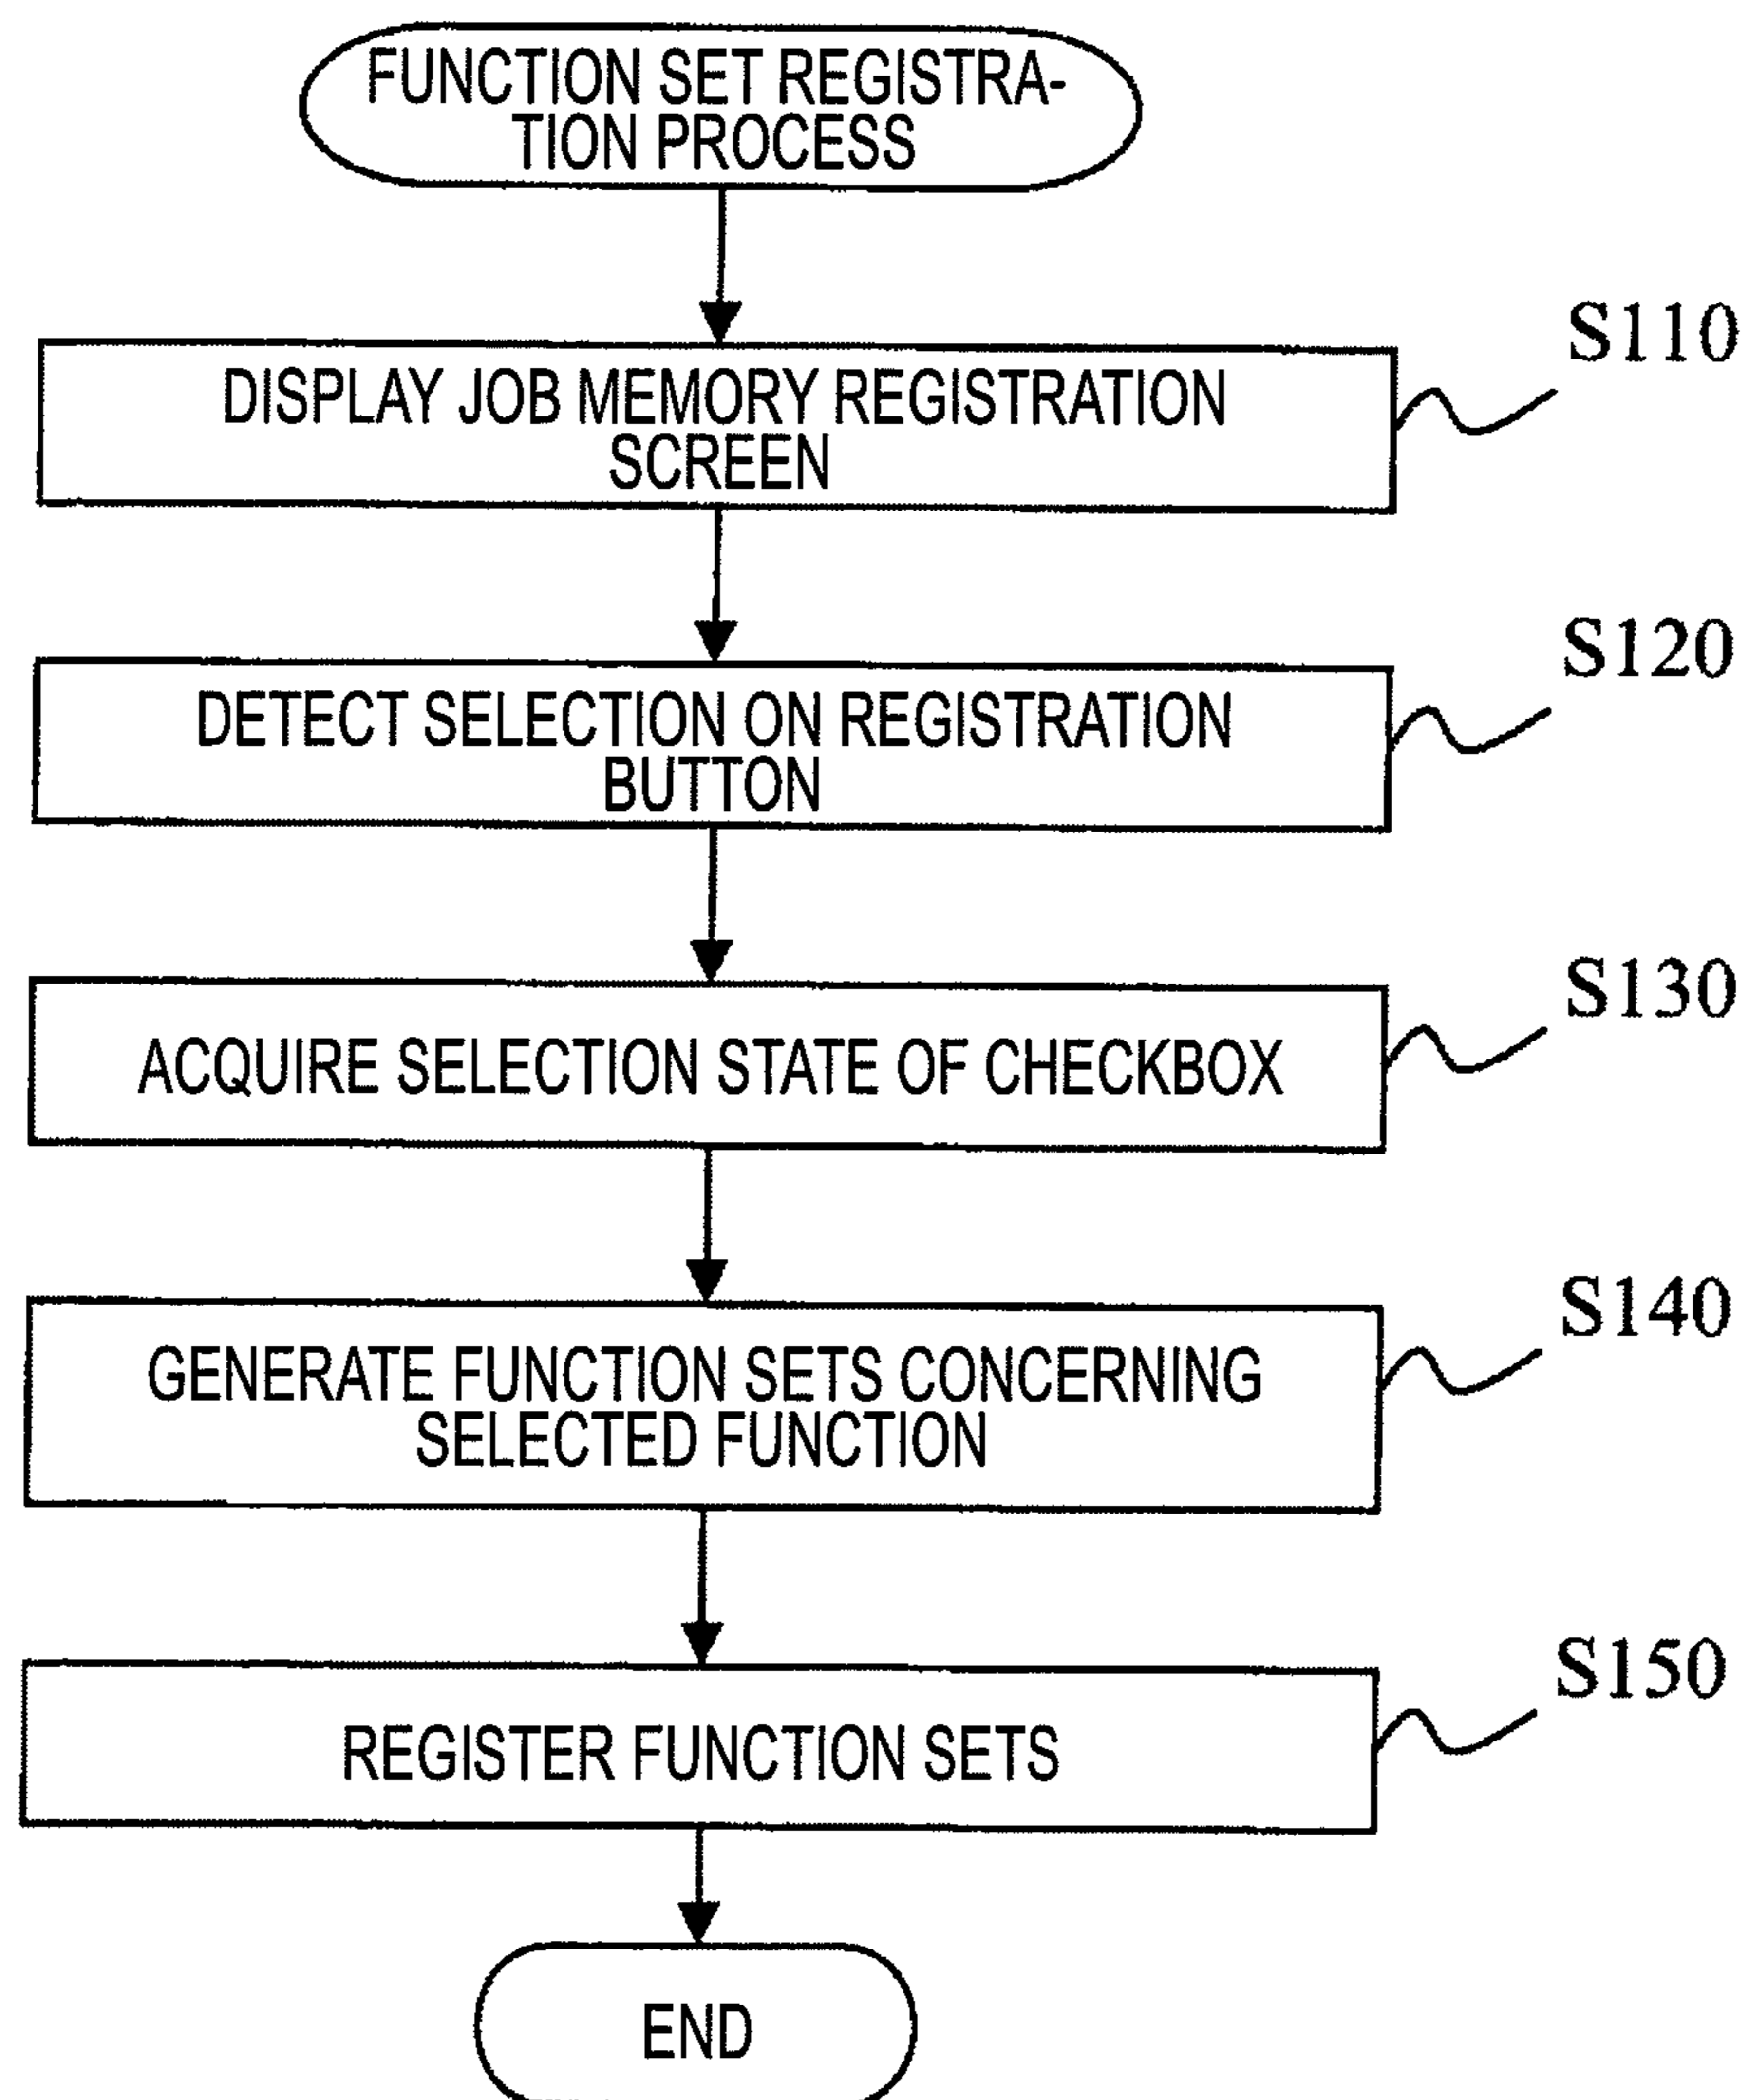 FUNCTION SET REGISTRA-
TION PROCESS
S110
DISPLAY JOB MEMORY REGISTRATION
SCREEN
S120
DETECT SELECTION ON REGISTRATION
BUTTON
S130
ACQUIRE SELECTION STATE OF CHECKBOX
S140
GENERATE FUNCTION SETS CONCERNING
SELECTED FUNCTION
S150
REGISTER FUNCTION SETS
END